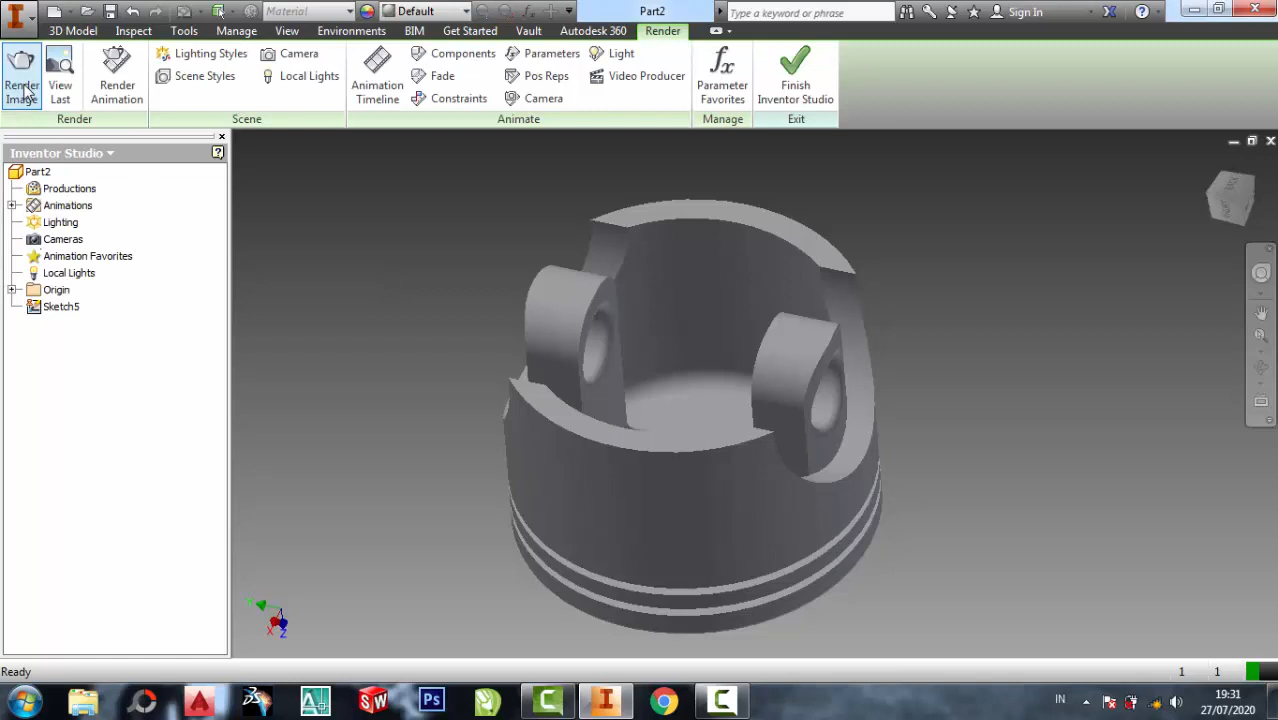 Material
Default
Part2
Type a keyword or phrase
Sign In
3D Model Inspect Tools Manage View Environments BIM Get Started Vault Autodesk 360 Render
Render Image
View Last
Render Animation
Lighting Styles
Scene Styles
Camera
Local Lights
Animation Timeline
Components
Fade
Constraints
Parameters
Pos Reps
Camera
Light
Video Producer
Parameter Favorites
Finish Inventor Studio
Render Scene Animate Manage Exit
Inventor Studio
Part2
Productions
Animations
Lighting
Cameras
Animation Favorites
Local Lights
Origin
Sketch5
X
Z
Ready
1 1
SW
Ps
IN
19:31
27/07/2020